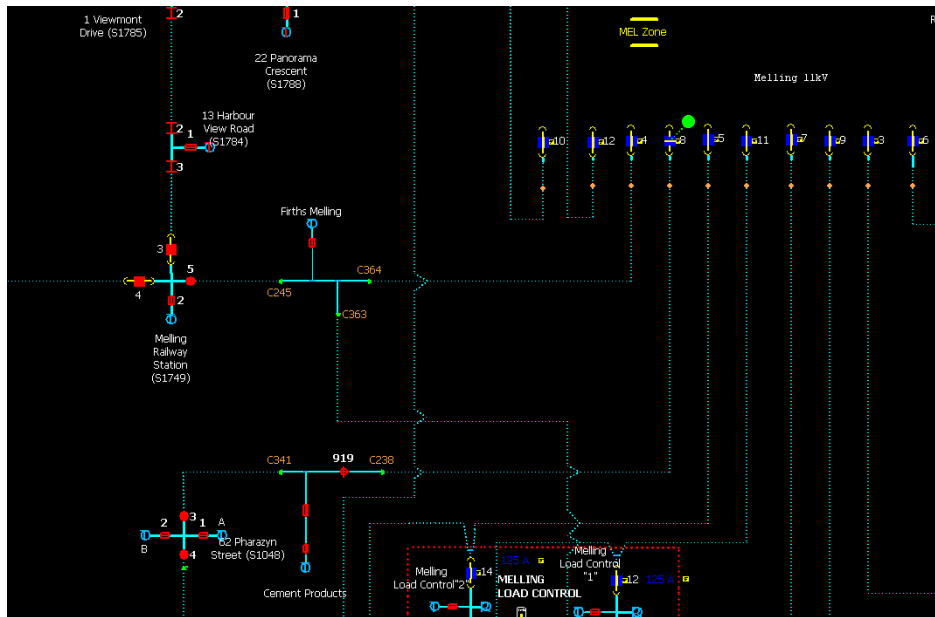 1 Viewmont
Drive (S1785)
2
1
22 Panorama
Crescent
(S1788)
MEL Zone
R
Melling 11kV
13 Harbour
View Road
(S1784)
2
1
3
10
12
4
8
5
11
7
9
3
6
Firths Melling
3
5
4
2
C364
C245
C363
Melling
Railway
Station
(S1749)
C341
919
C238
2
3
1
A
B
4
62 Pharazyn
Street (S1048)
Cement Products
Melling
Load Control"2"
14
125 A
MELLING
LOAD CONTROL
Melling
Load Control
"1"
12
125 A